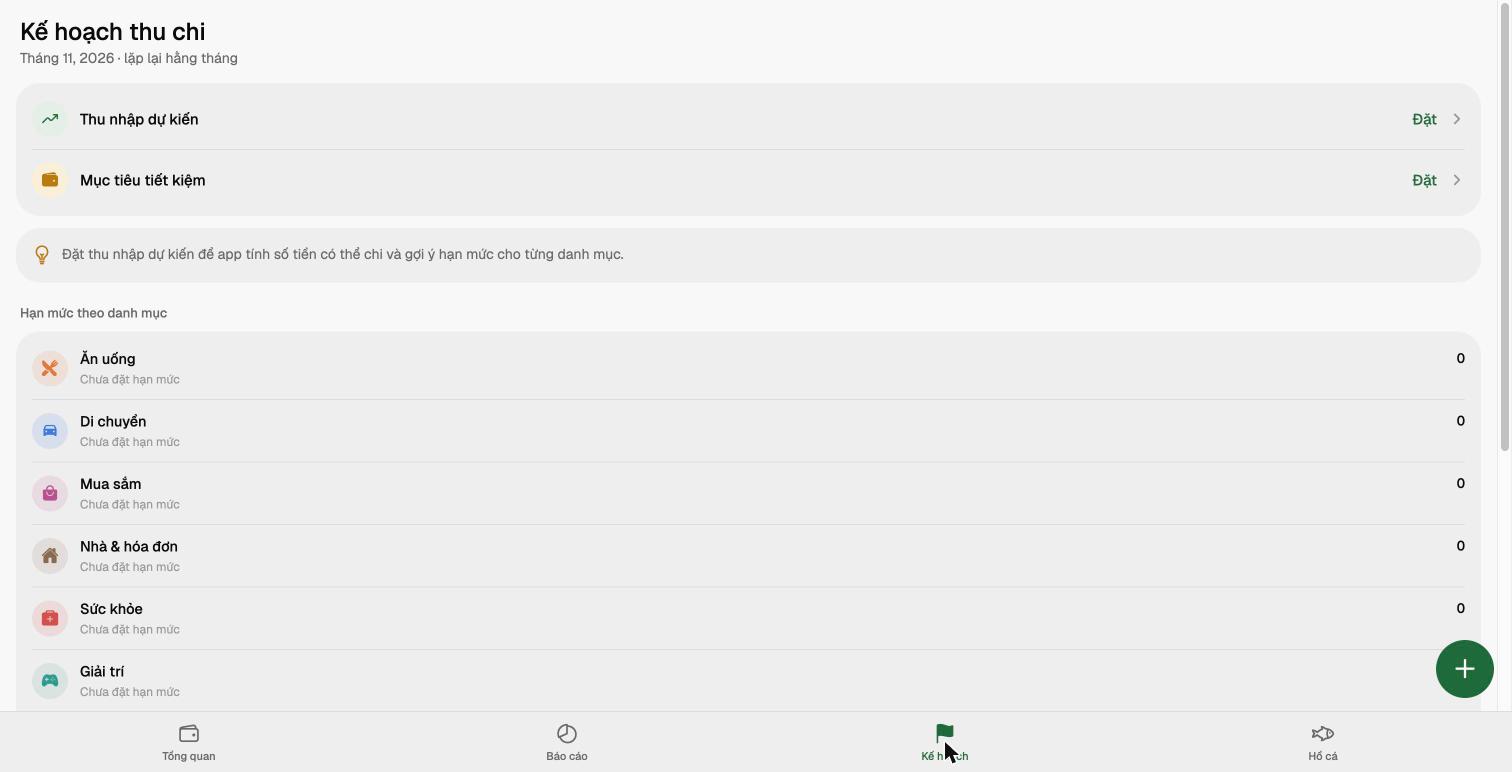 Kế hoạch thu chi
Tháng 11, 2026 · lặp lại hằng tháng
Thu nhập dự kiến
Đặt
Mục tiêu tiết kiệm
Đặt
Đặt thu nhập dự kiến để app tính số tiền có thể chi và gợi ý hạn mức cho từng danh mục.
Hạn mức theo danh mục
Ăn uống
0
Chưa đặt hạn mức
Di chuyển
0
Chưa đặt hạn mức
Mua sắm
0
Chưa đặt hạn mức
Nhà & hóa đơn
0
Chưa đặt hạn mức
Sức khỏe
0
Chưa đặt hạn mức
Giải trí
Chưa đặt hạn mức
Tổng quan
Báo cáo
Kế
Hồ cá